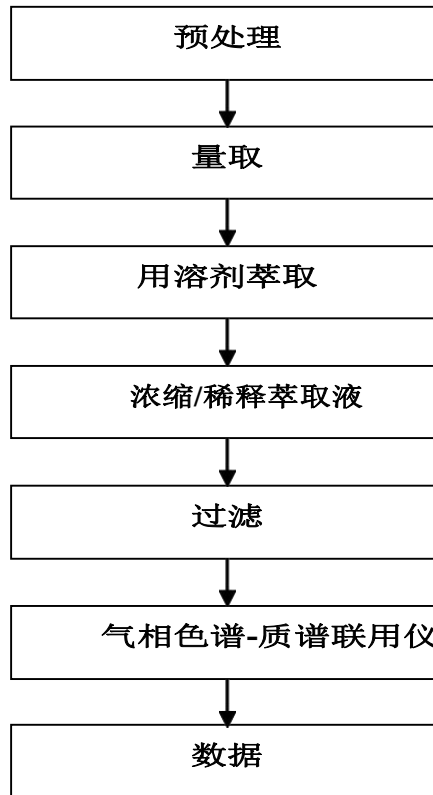 预处理
量取
用溶剂萃取
浓缩/稀释萃取液
过滤
气相色谱-质谱联用仪
数据